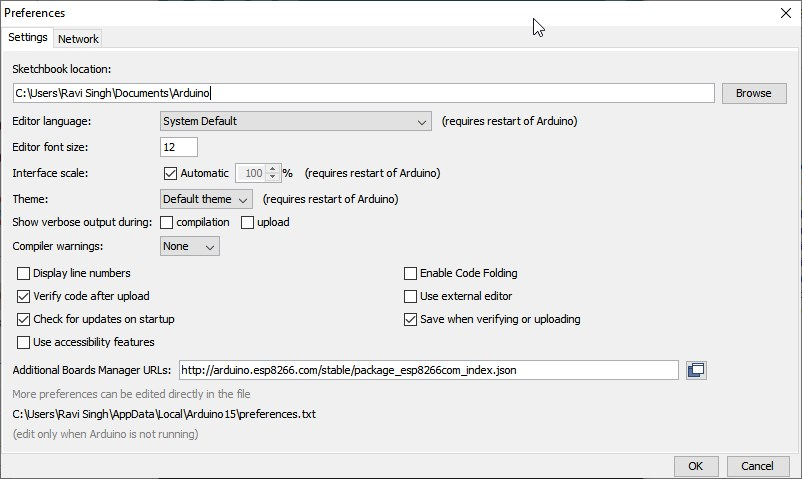 Preferences
Settings Network
Sketchbook location:
C:\Users\Ravi Singh\Documents\Arduino Browse
Editor language: System Default (requires restart of Arduino)
Editor font size: 12
Interface scale: Automatic 100 % (requires restart of Arduino)
Theme: Default theme (requires restart of Arduino)
Show verbose output during: compilation upload
Compiler warnings: None
Display line numbers Enable Code Folding
Verify code after upload Use external editor
Check for updates on startup Save when verifying or uploading
Use accessibility features
Additional Boards Manager URLs: http://arduino.esp8266.com/stable/package_esp8266com_index.json
More preferences can be edited directly in the file
C:\Users\Ravi Singh\AppData\Local\Arduino15\preferences.txt
(edit only when Arduino is not running)
OK Cancel